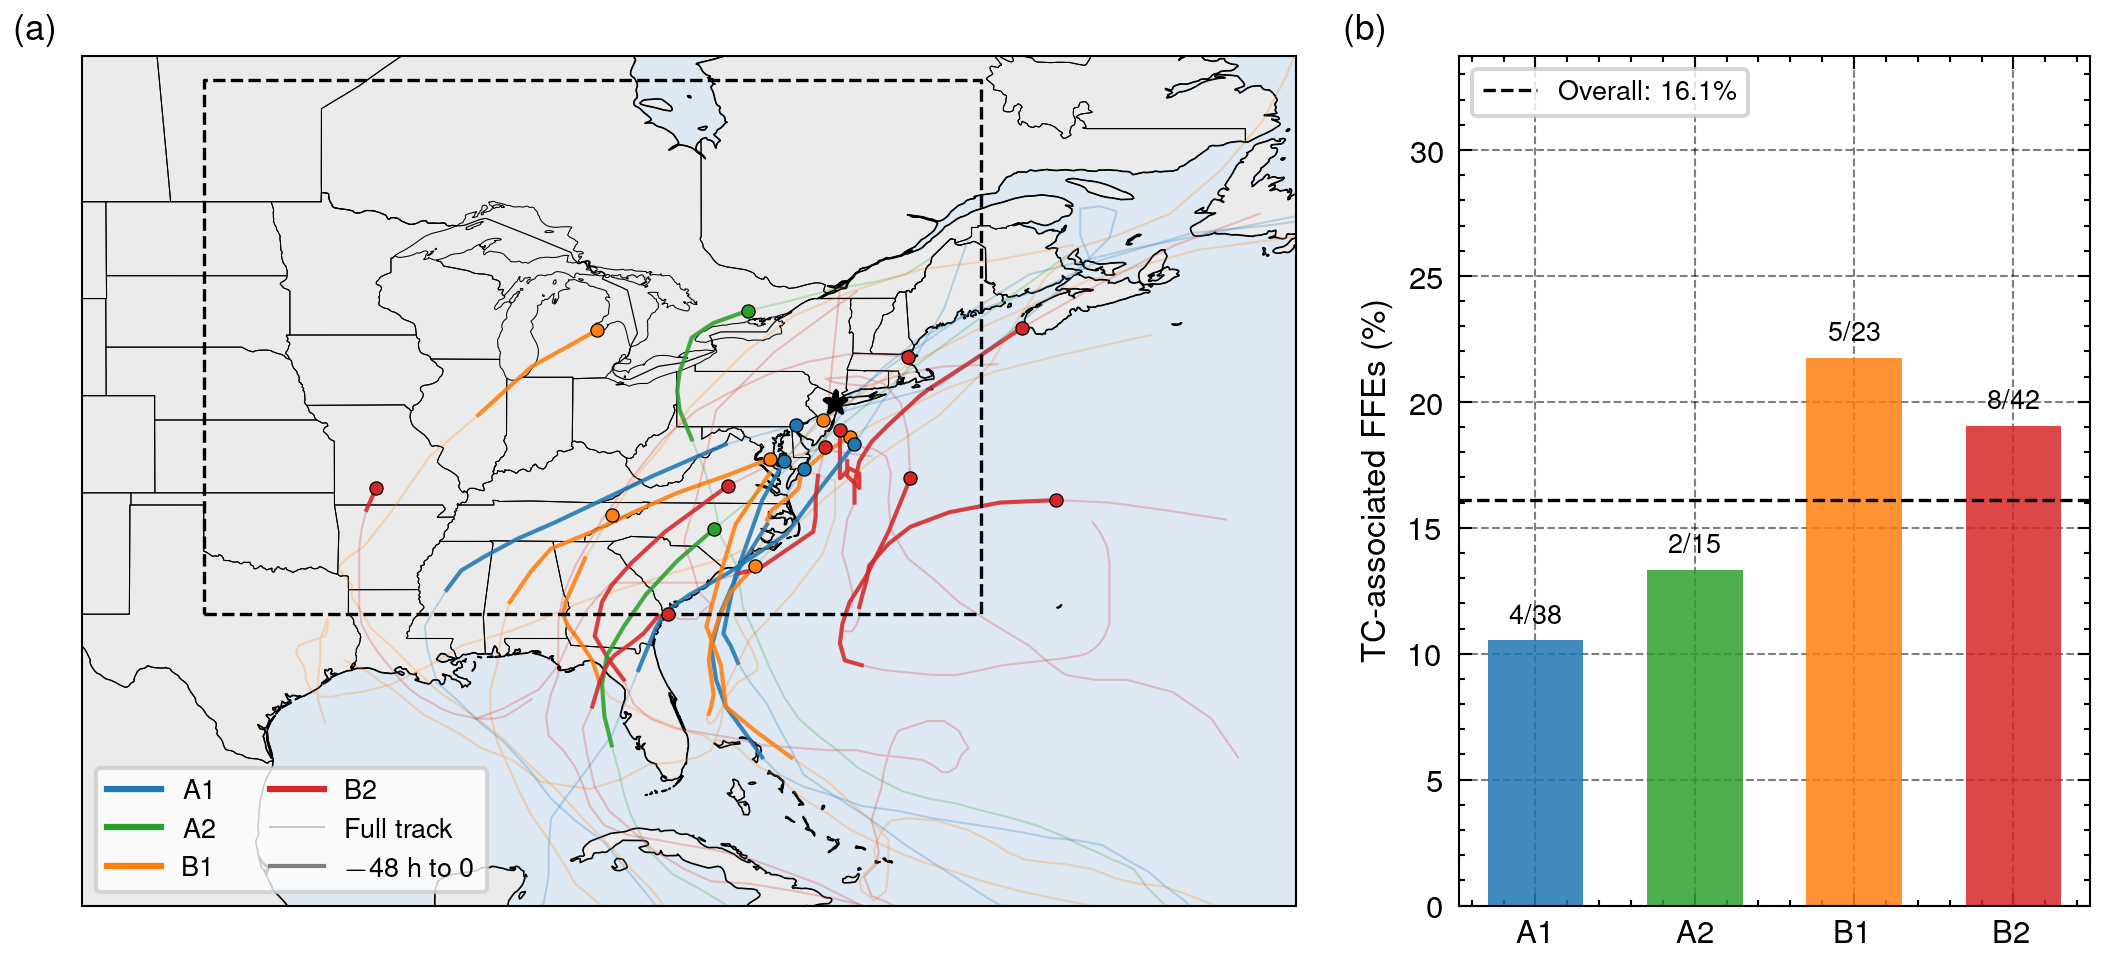 (a)
A1
A2
B1
B2
Full track
−48 h to 0
(b)
TC-associated FFEs (%)
Overall: 16.1%
30
25
20
15
10
5
0
4/38
2/15
5/23
8/42
A1
A2
B1
B2